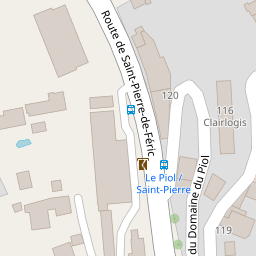 Route de Saint-Pierre-de-Féric
120
116
Clairlogis
Le Piol /
Saint-Pierre
du Domaine du Piol
119